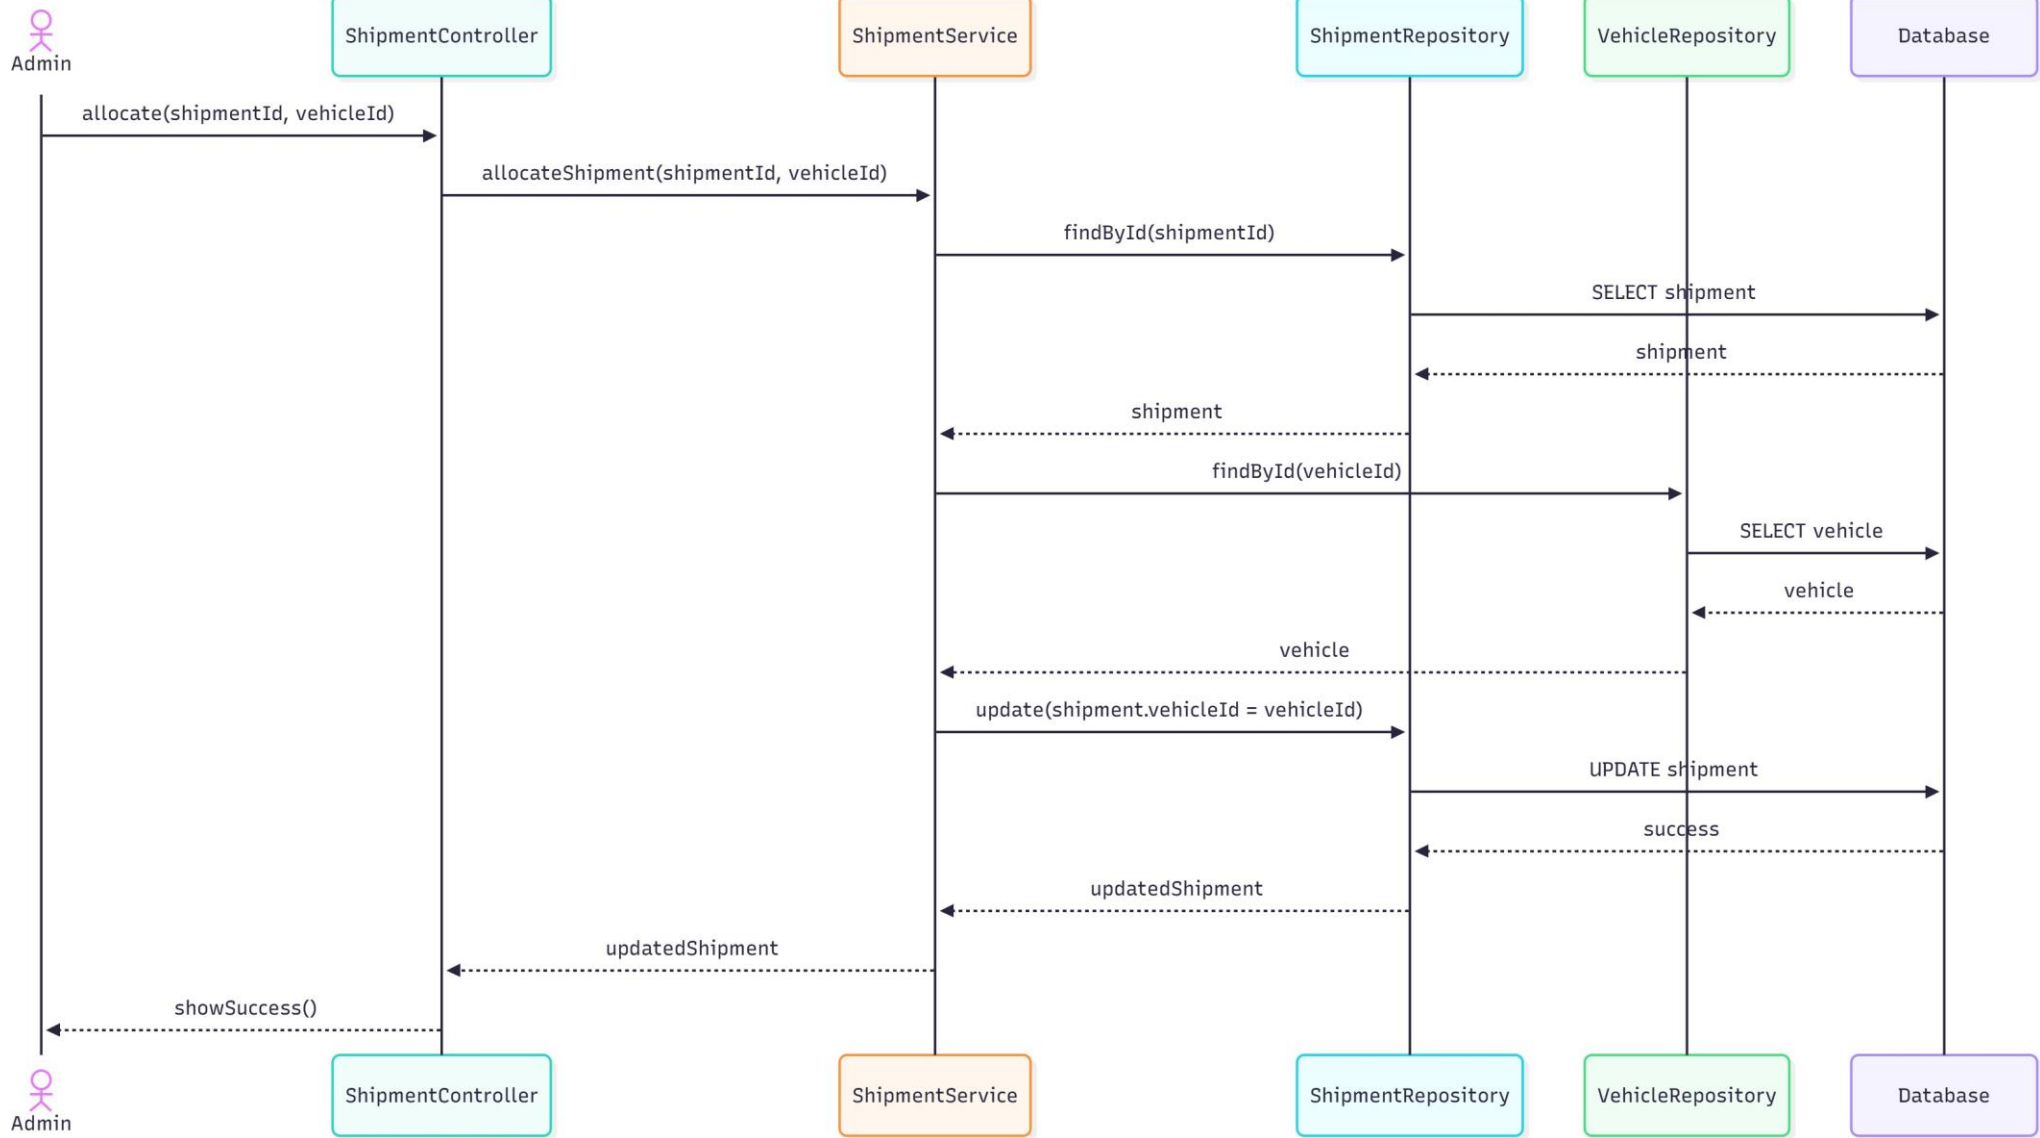 Admin
ShipmentController
ShipmentService
ShipmentRepository
VehicleRepository
Database
allocate(shipmentId, vehicleId)
allocateShipment(shipmentId, vehicleId)
findById(shipmentId)
SELECT shipment
shipment
shipment
findById(vehicleId)
SELECT vehicle
vehicle
vehicle
update(shipment.vehicleId = vehicleId)
UPDATE shipment
success
updatedShipment
updatedShipment
showSuccess()
Admin
ShipmentController
ShipmentService
ShipmentRepository
VehicleRepository
Database